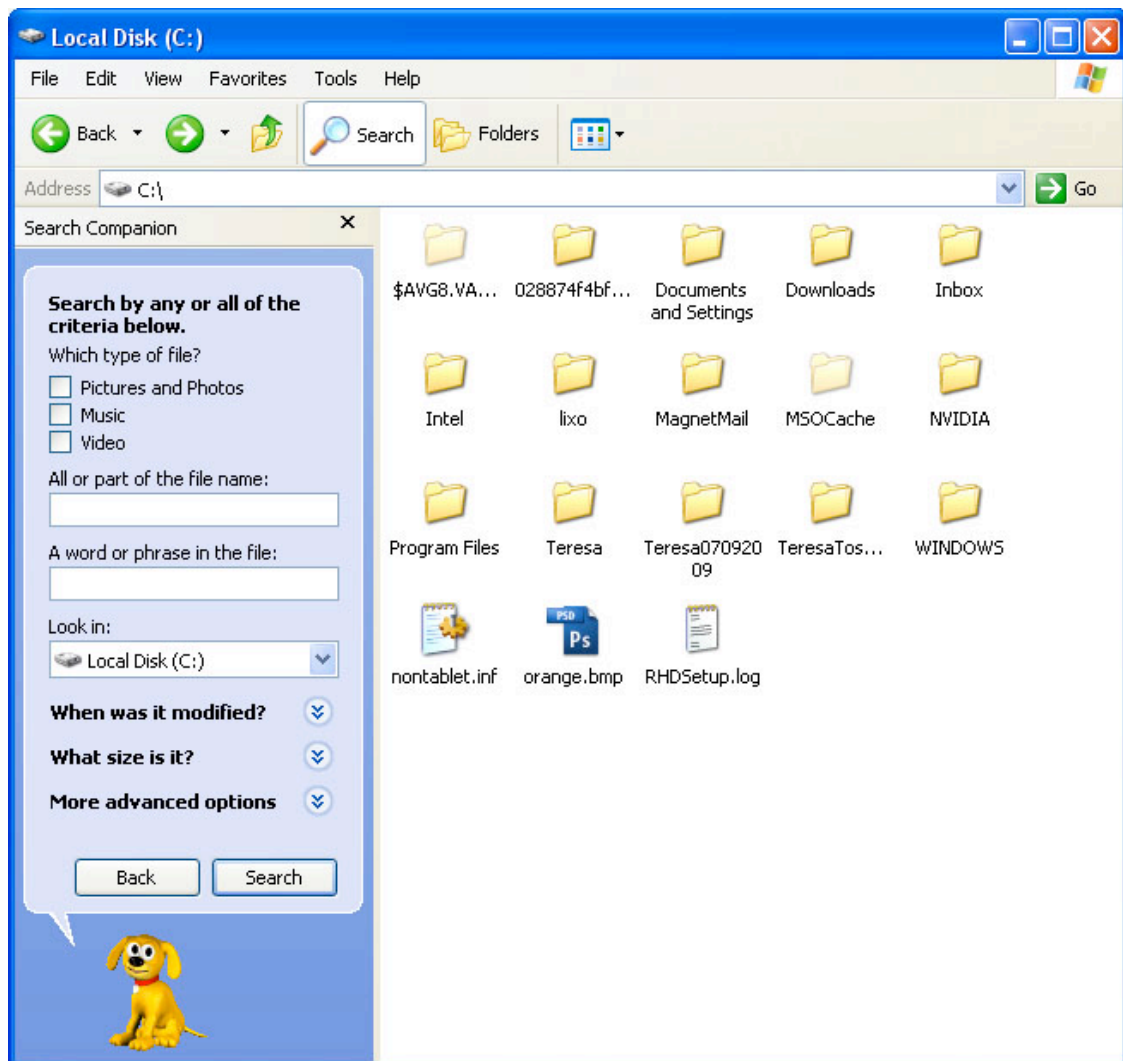 Local Disk (C:)
File Edit View Favorites Tools Help
Back Search Folders
Address C:\ Go
Search Companion
Search by any or all of the
criteria below.
Which type of file?
Pictures and Photos
Music
Video
All or part of the file name:
A word or phrase in the file:
Look in:
Local Disk (C:)
When was it modified?
What size is it?
More advanced options
Back Search
$AVG8.VA... 028874f4bf... Documents and Settings Downloads Inbox
Intel lixo MagnetMail MSOCache NVIDIA
Program Files Teresa Teresa07092009 TeresaTos... WINDOWS
PSD
Ps
nontablet.inf orange.bmp RHDSetup.log